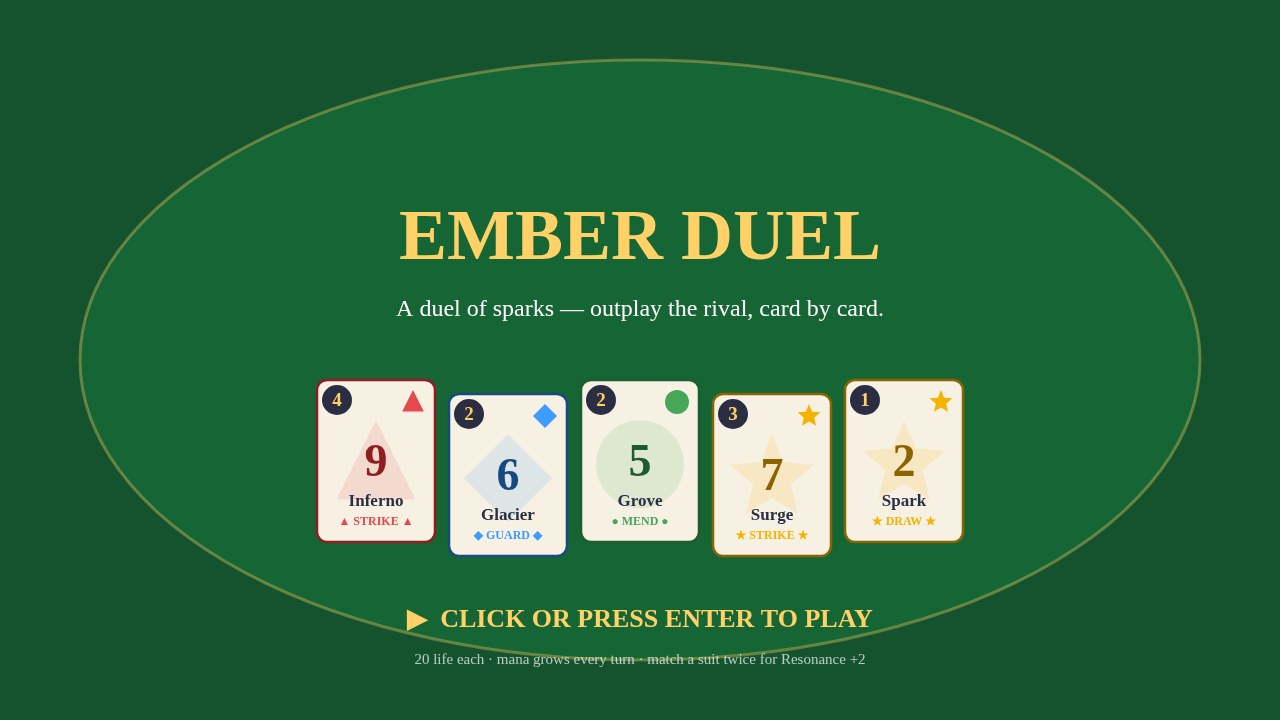 EMBER DUEL
A duel of sparks — outplay the rival, card by card.
4
9
Inferno
▲ STRIKE ▲
2
6
Glacier
◆ GUARD ◆
2
5
Grove
● MEND ●
3
7
Surge
★ STRIKE ★
1
2
Spark
★ DRAW ★
▶ CLICK OR PRESS ENTER TO PLAY
20 life each · mana grows every turn · match a suit twice for Resonance +2